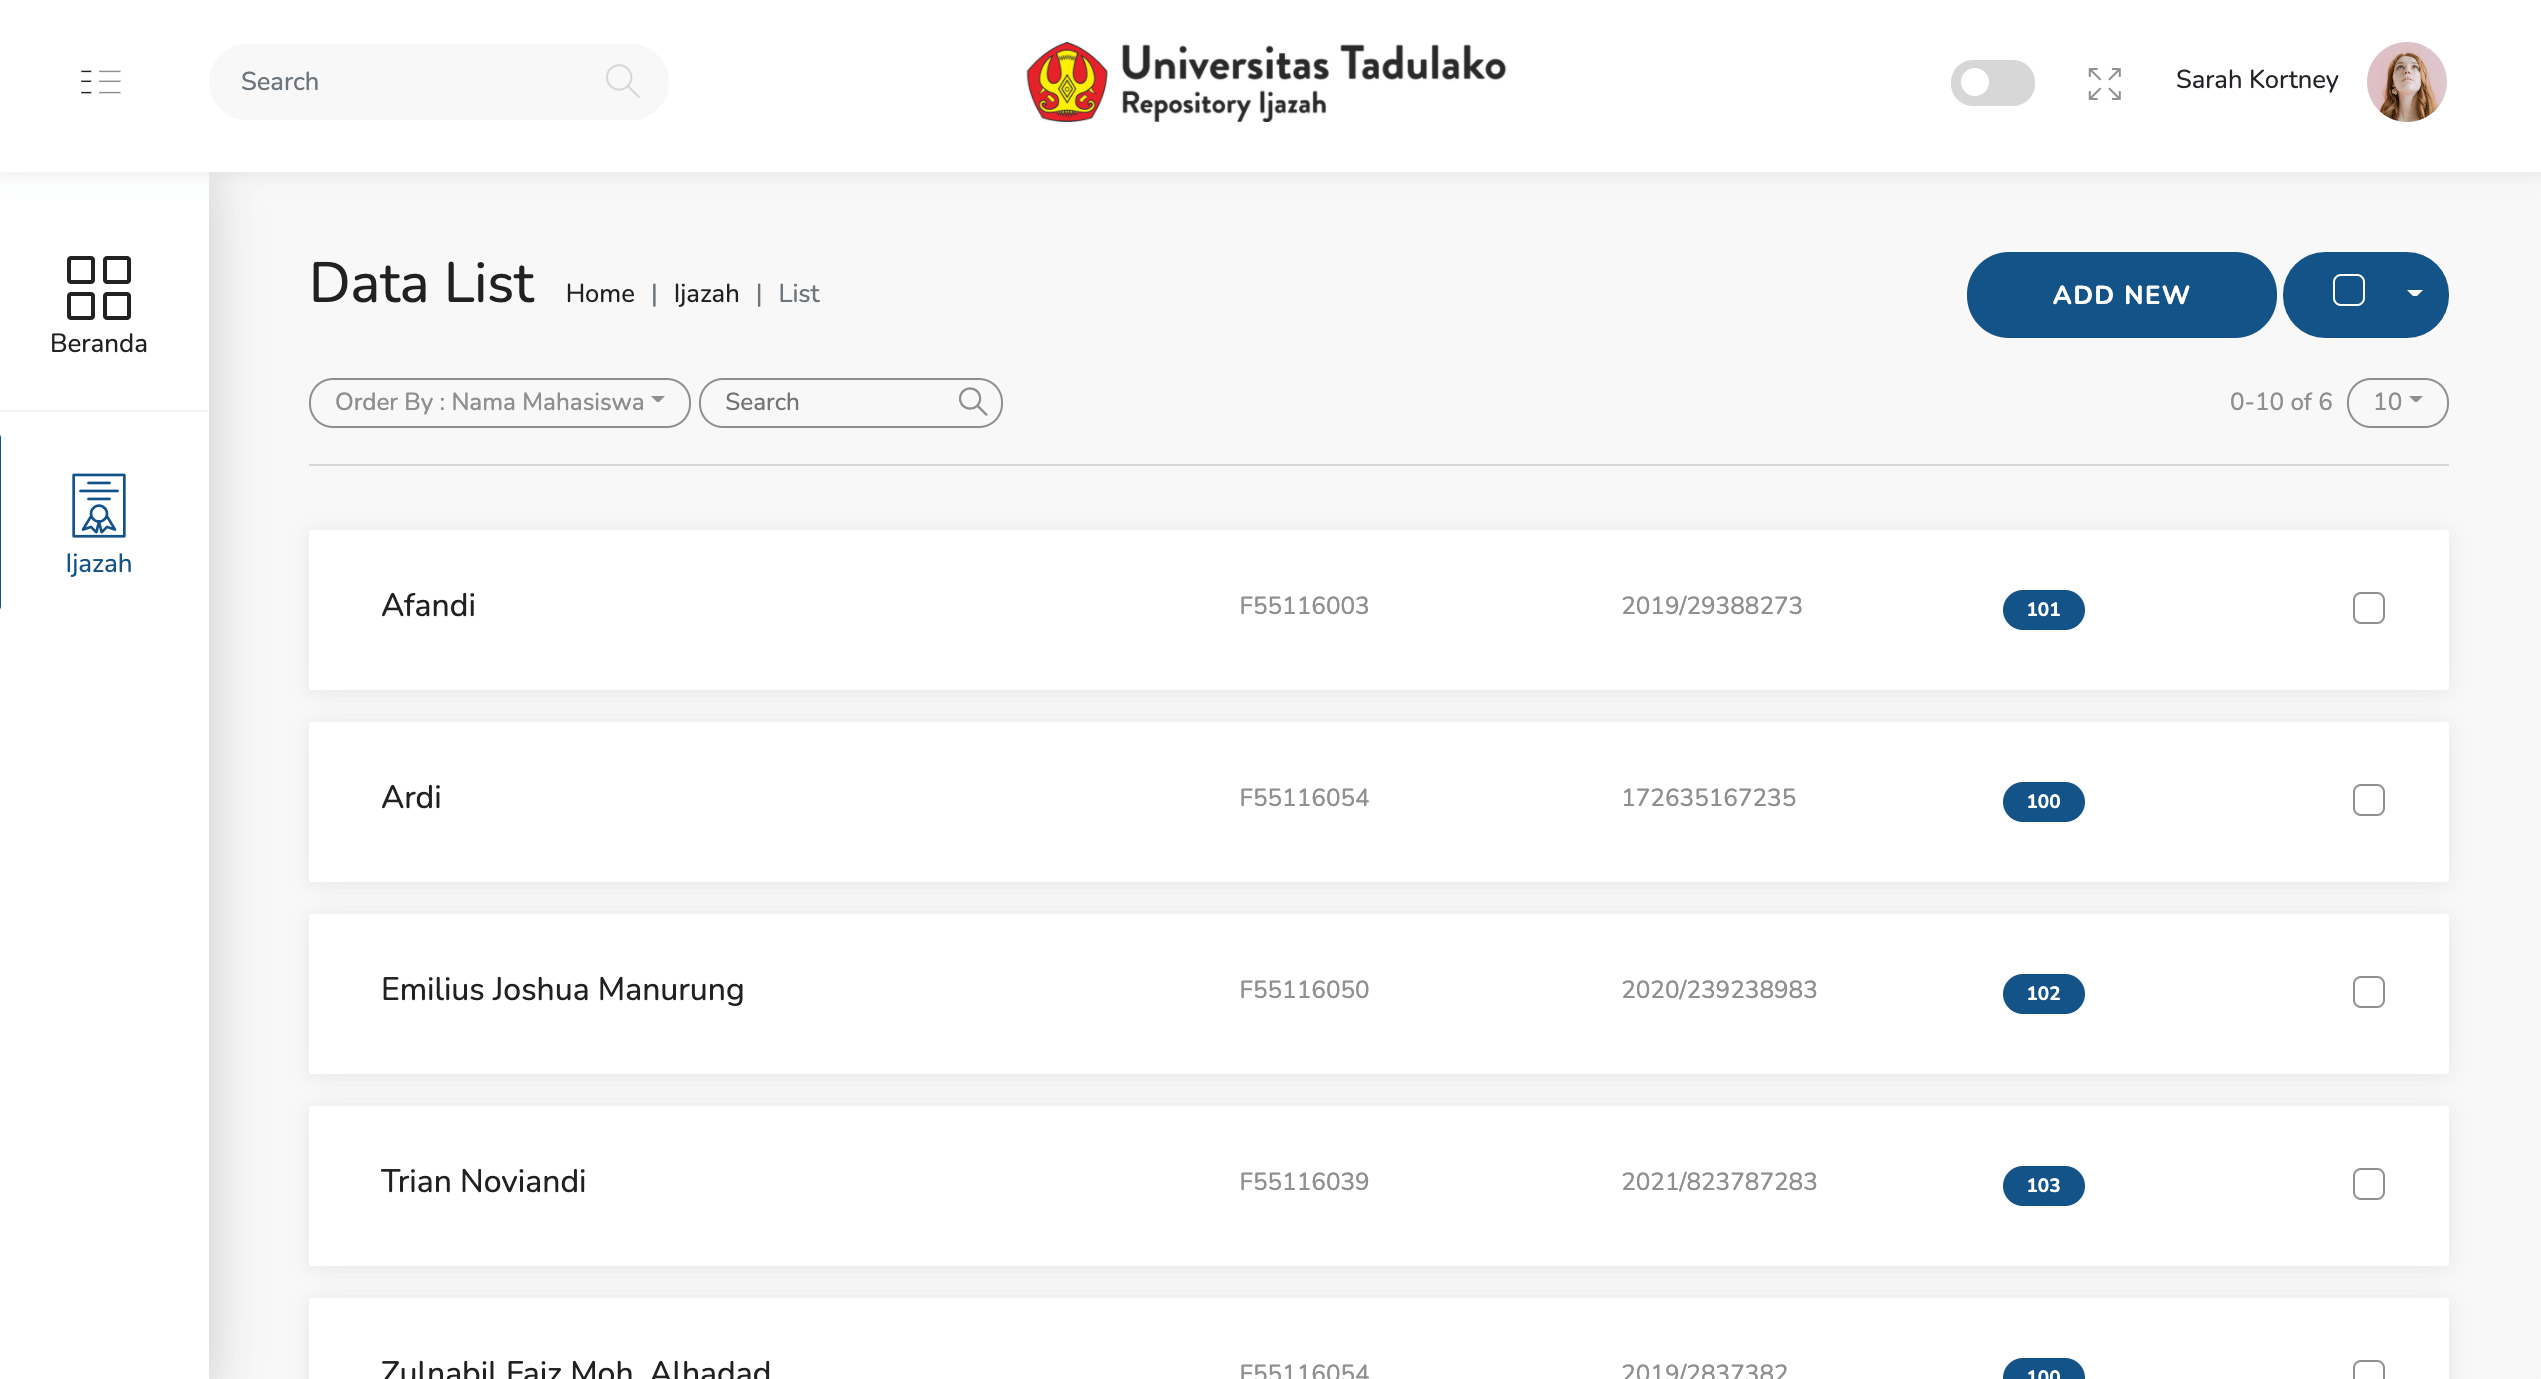 Search
Universitas Tadulako
Repository Ijazah
Sarah Kortney
Beranda
Ijazah
Data List
Home | Ijazah | List
ADD NEW
Order By : Nama Mahasiswa
Search
0-10 of 6
10
Afandi F55116003 2019/29388273 101
Ardi F55116054 172635167235 100
Emilius Joshua Manurung F55116050 2020/239238983 102
Trian Noviandi F55116039 2021/823787283 103
Zulnabil Faiz Moh. Alhadad F55116054 2019/2837382 100